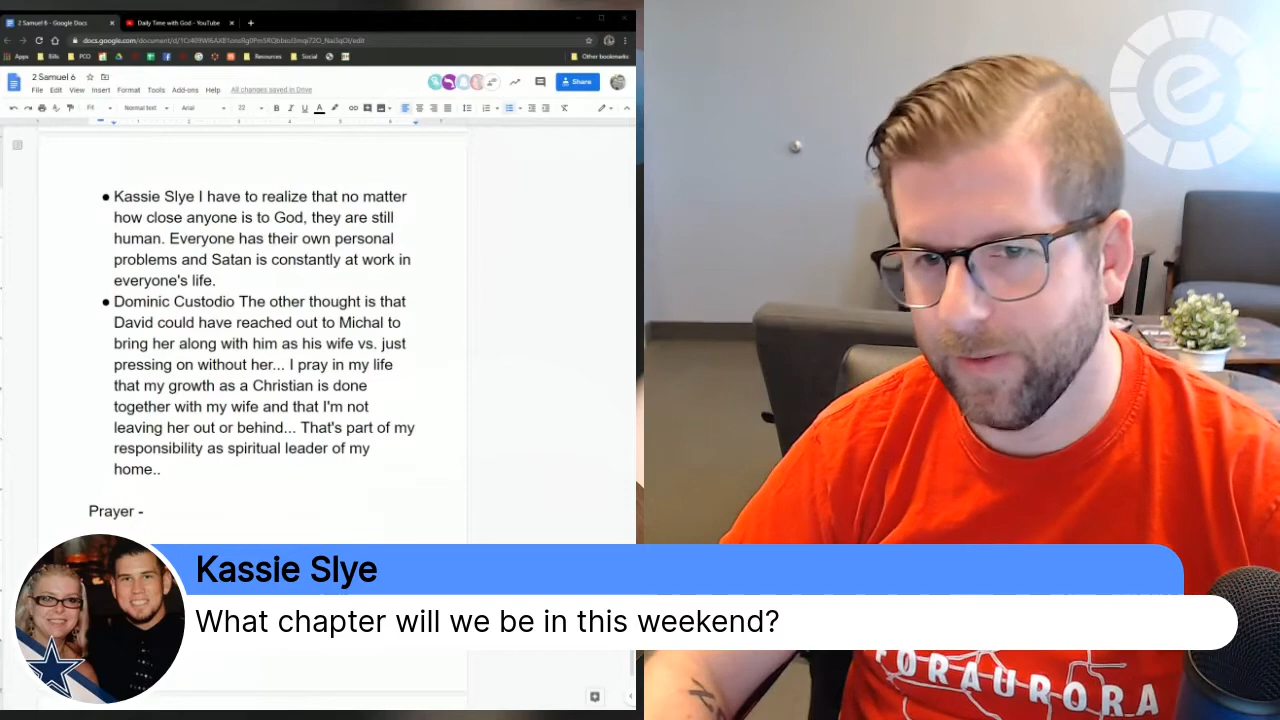 2 Samuel 6 - Google Docs
Daily Time with God - YouTube
Apps
Bills
PCO
Resources
Social
Other bookmarks
2 Samuel 6
File Edit View Insert Format Tools Add-ons Help All changes saved in Drive
Share
Fit Normal text Arial 22
● Kassie Slye I have to realize that no matter
how close anyone is to God, they are still
human. Everyone has their own personal
problems and Satan is constantly at work in
everyone's life.
● Dominic Custodio The other thought is that
David could have reached out to Michal to
bring her along with him as his wife vs. just
pressing on without her... I pray in my life
that my growth as a Christian is done
together with my wife and that I'm not
leaving her out or behind... That's part of my
responsibility as spiritual leader of my
home..
Prayer -
Kassie Slye
What chapter will we be in this weekend?
e
FORAURORA